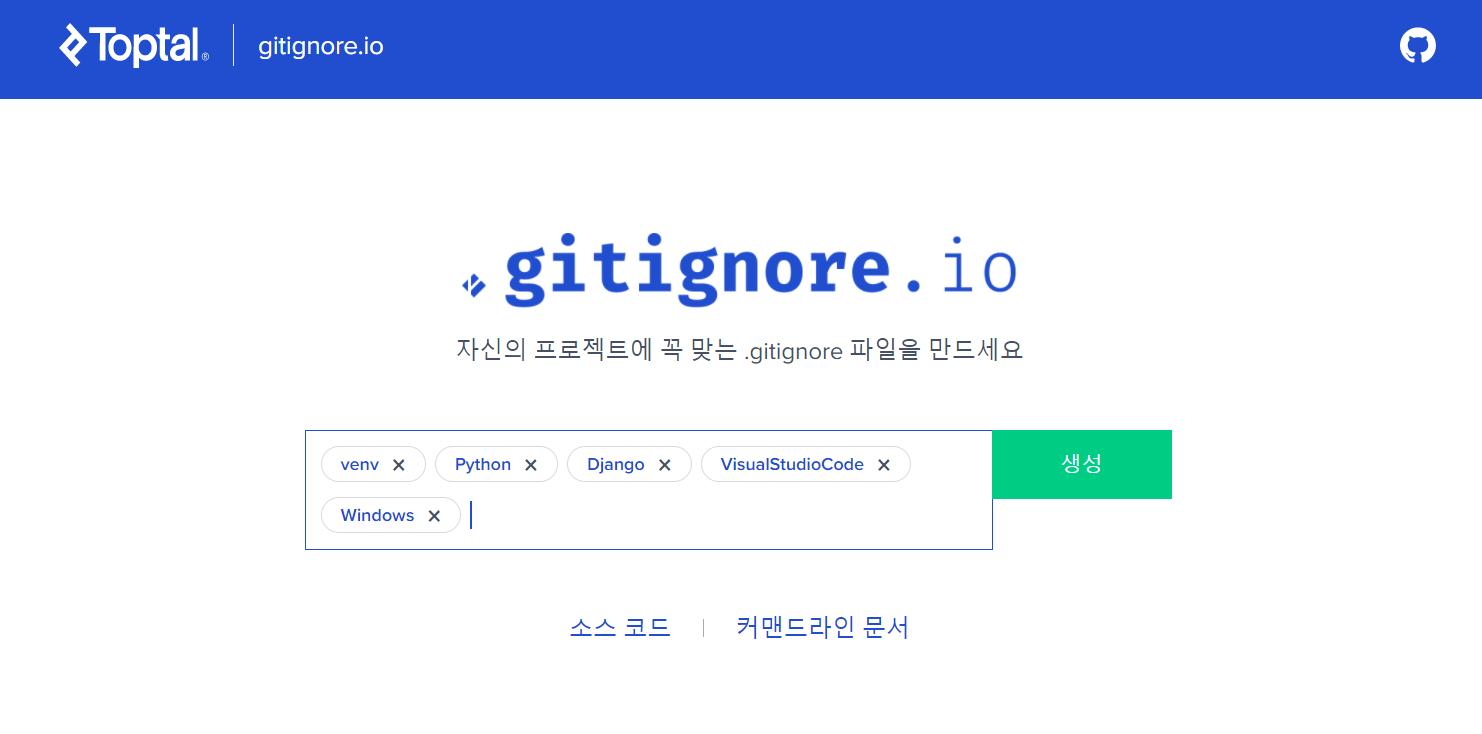 Toptal® gitignore.io
.gitignore.io
자신의 프로젝트에 꼭 맞는 .gitignore 파일을 만드세요
venv × Python × Django × VisualStudioCode × 생성
Windows ×
소스 코드 | 커맨드라인 문서